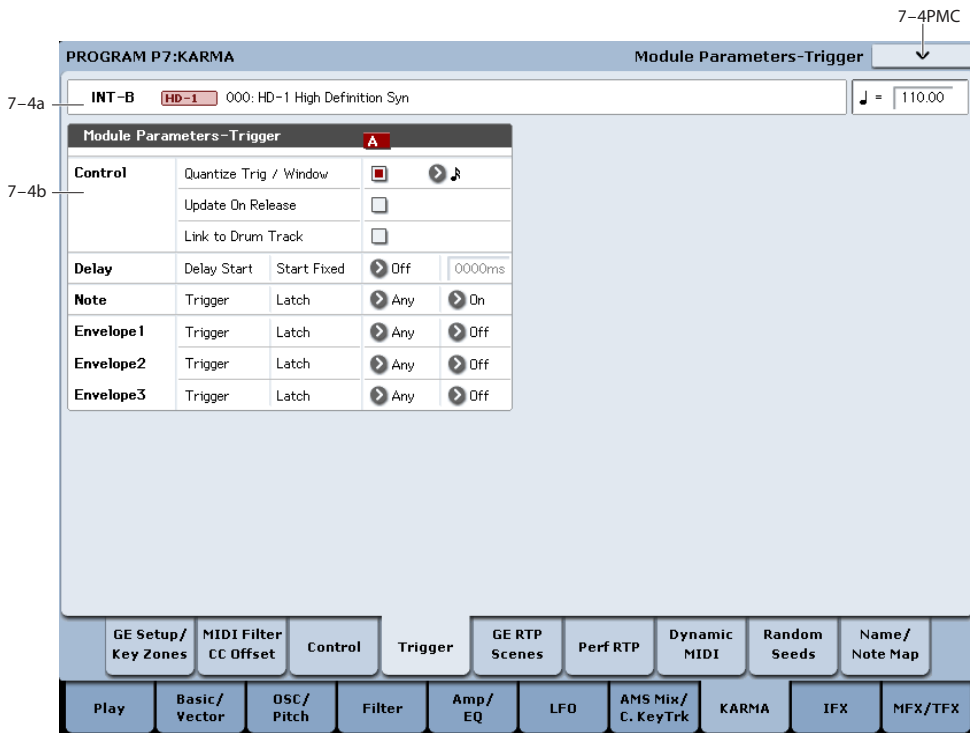 7-4PMC
PROGRAM P7:KARMA Module Parameters-Trigger
7-4a
INT-B HD-1 000: HD-1 High Definition Syn ♩ = 110.00
Module Parameters-Trigger A
7-4b
Control Quantize Trig / Window
Update On Release
Link to Drum Track
Delay Delay Start Start Fixed Off 0000ms
Note Trigger Latch Any On
Envelope1 Trigger Latch Any Off
Envelope2 Trigger Latch Any Off
Envelope3 Trigger Latch Any Off
GE Setup/ Key Zones
MIDI Filter CC Offset
Control
Trigger
GE RTP Scenes
Perf RTP
Dynamic MIDI
Random Seeds
Name/ Note Map
Play
Basic/ Vector
OSC/ Pitch
Filter
Amp/ EQ
LFO
AMS Mix/ C. KeyTrk
KARMA
IFX
MFX/TFX